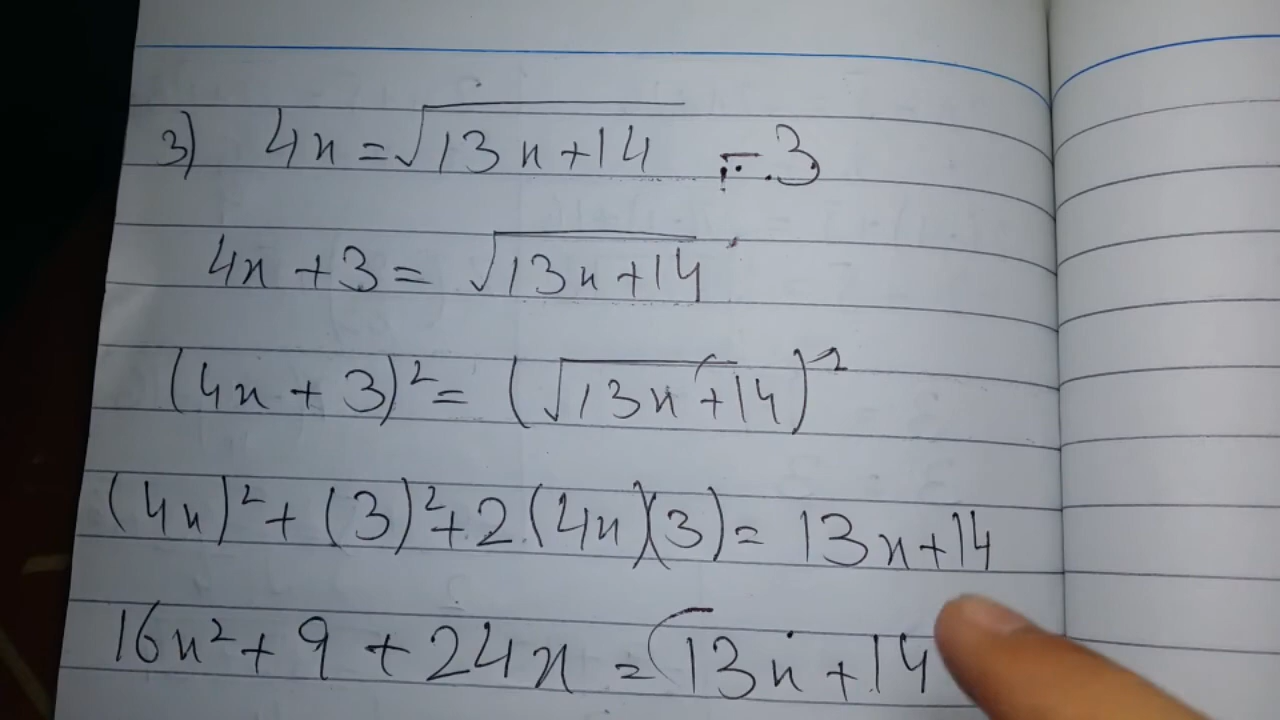 3) 4x = √13x+14 - 3
4x + 3 = √13x+14
(4x + 3)² = (√13x+14)²
(4x)² + (3)² + 2(4x)(3) = 13x+14
16x² + 9 + 24x = 13x+14